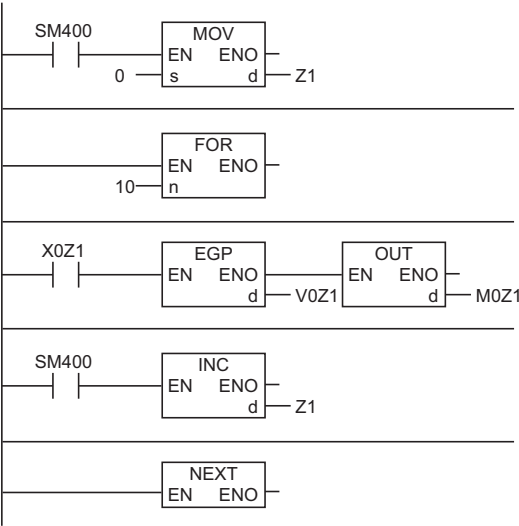 SM400
MOV
EN ENO
0 s d Z1
FOR
EN ENO
10 n
X0Z1
EGP
OUT
EN ENO
EN ENO
d V0Z1
d M0Z1
SM400
INC
EN ENO
d Z1
NEXT
EN ENO